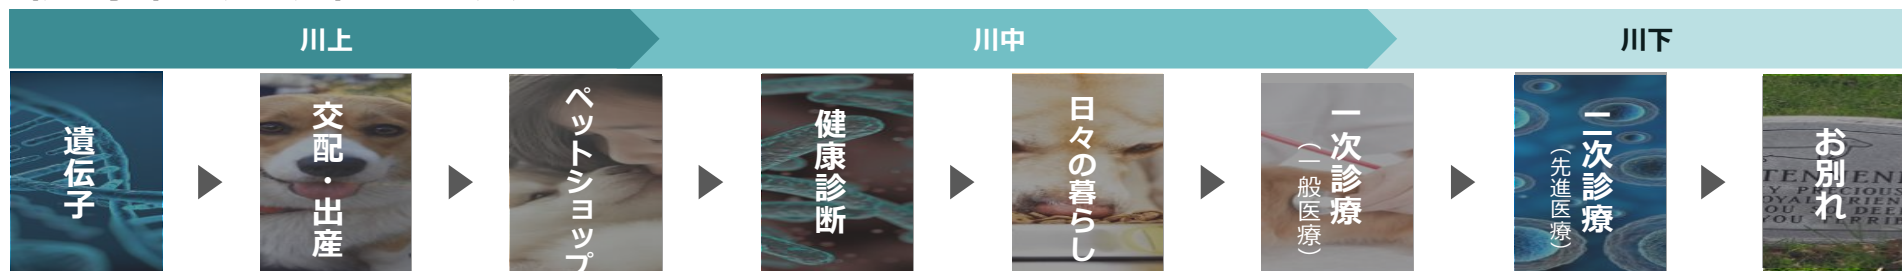 川上
川中
川下
遺伝子
交配・出産
ペットショップ
健康診断
日々の暮らし
一次診療
（一般医療）
二次診療
（先進医療）
お別れ